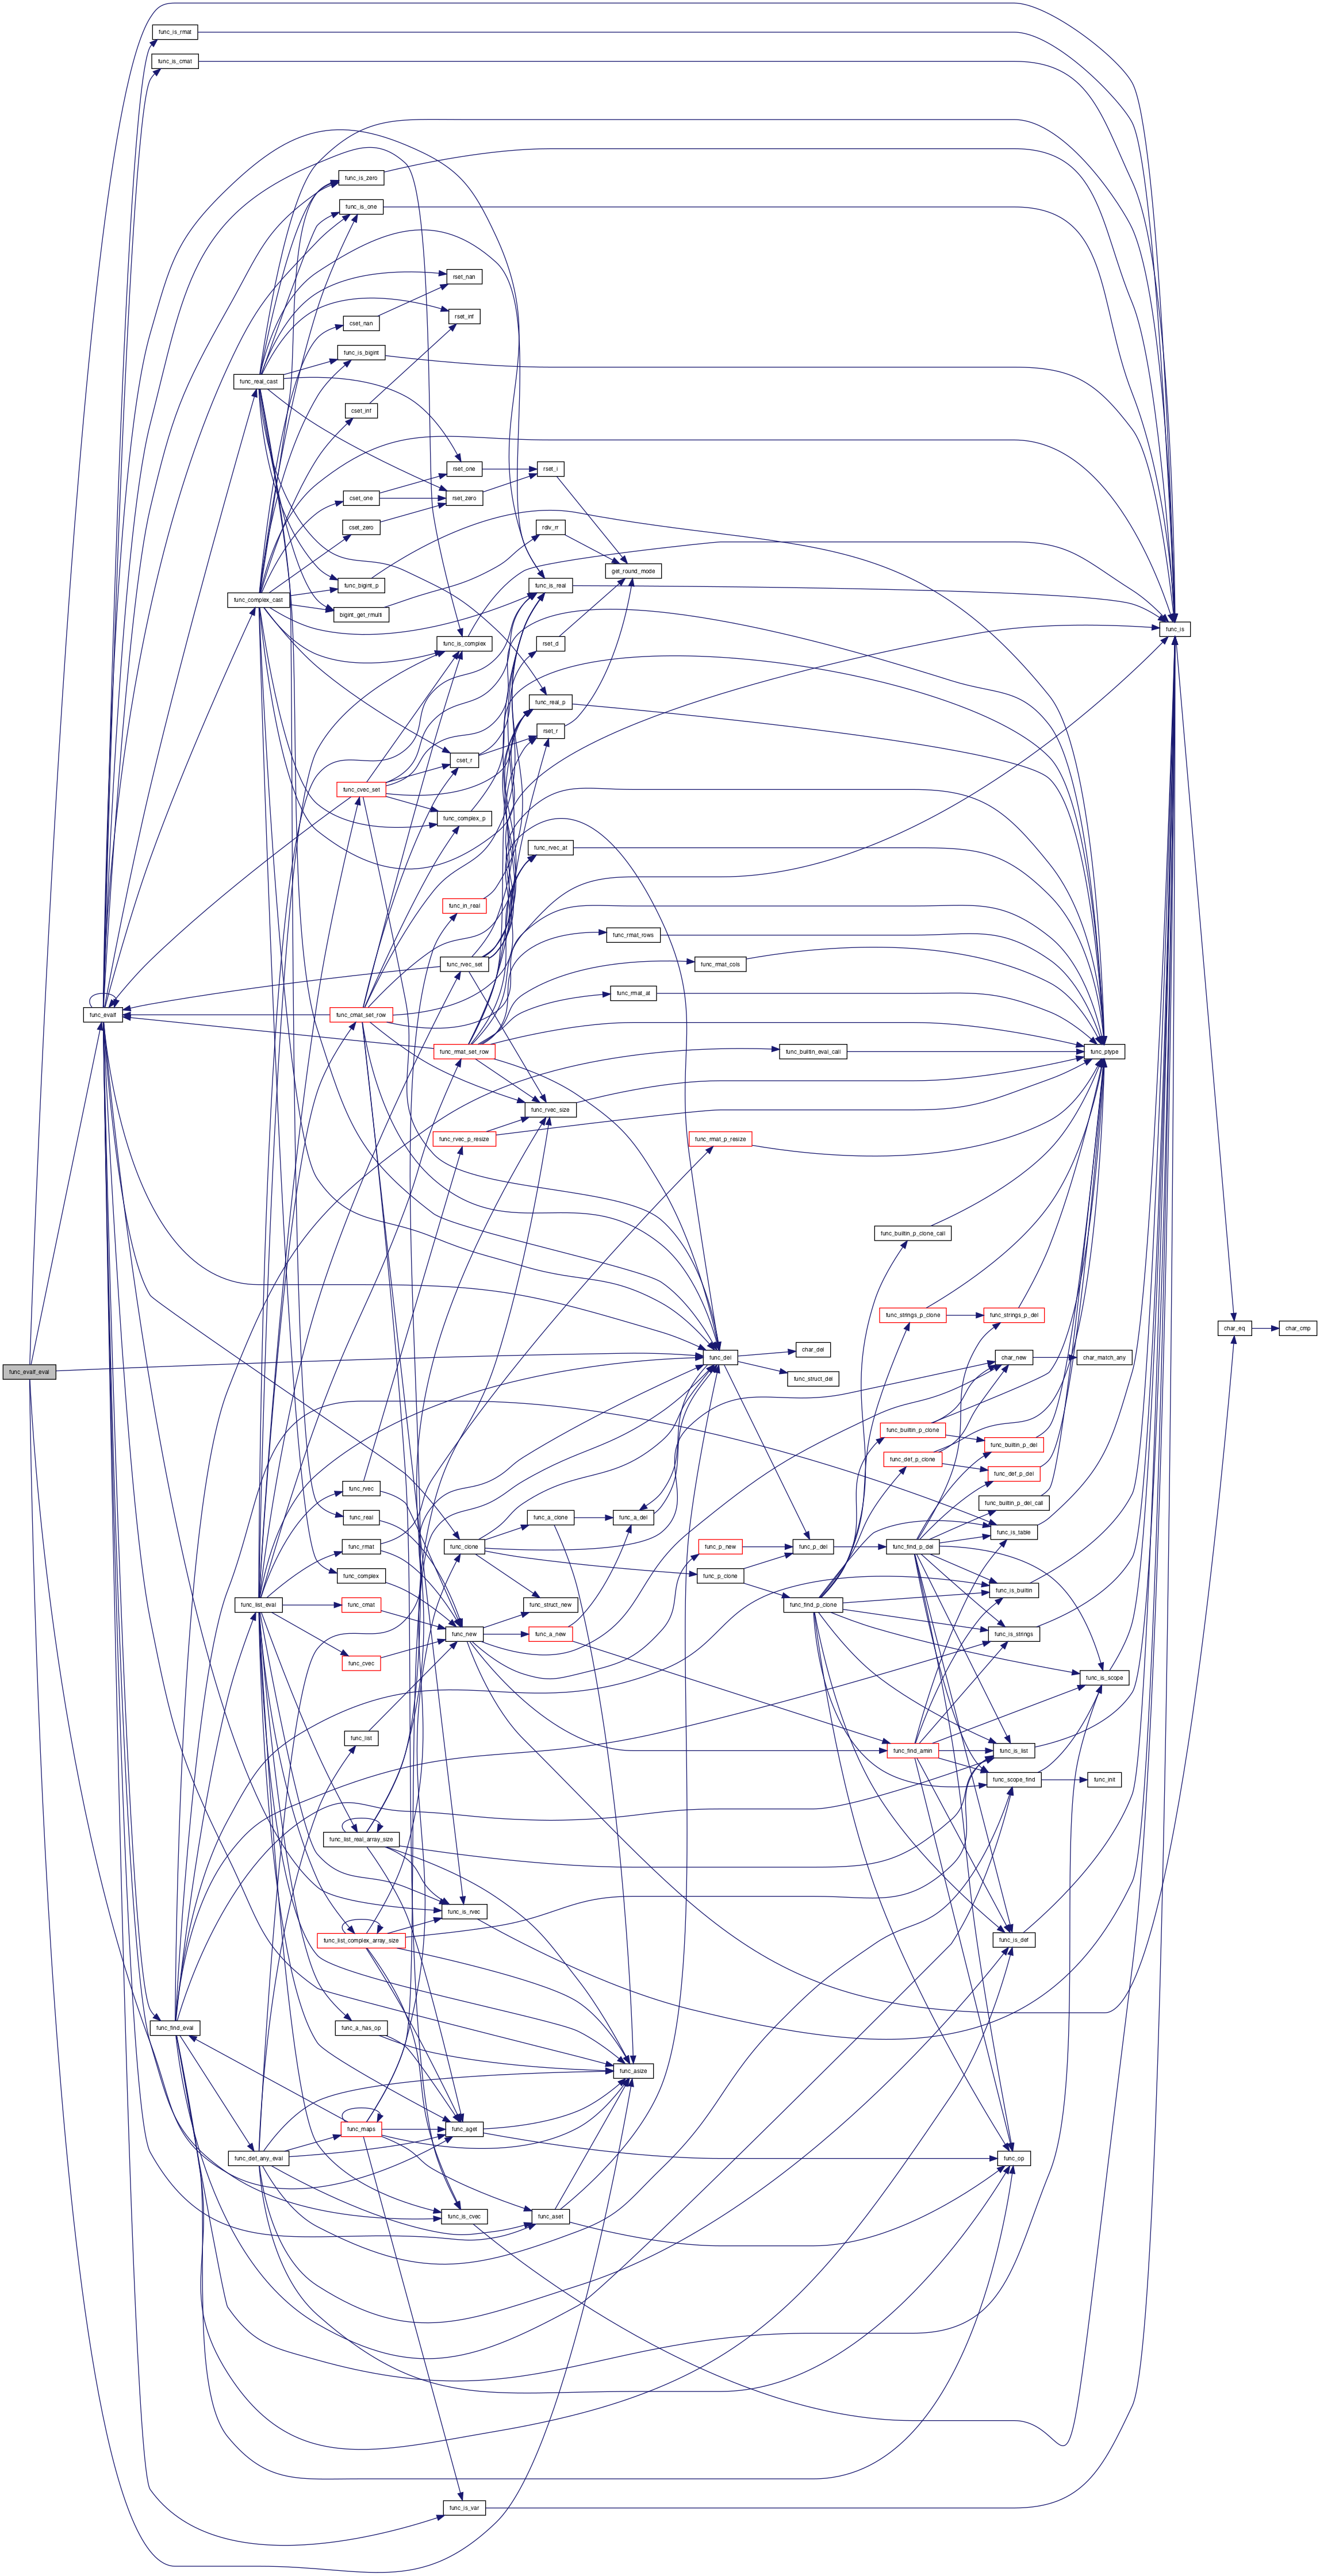 func_is_rmat
func_is_cmat
func_is_zero
func_is_one
rset_nan
rset_inf
cset_nan
func_is_bigint
func_real_cast
cset_inf
rset_one
rset_i
cset_one
rset_zero
cset_zero
rdiv_rr
get_round_mode
func_bigint_p
func_is_real
func_complex_cast
bigint_get_rmulti
func_is
func_is_complex
rset_d
func_real_p
rset_r
cset_r
func_cvec_set
func_complex_p
func_rvec_at
func_in_real
func_rmat_rows
func_rvec_set
func_rmat_cols
func_rmat_at
func_evalf
func_cmat_set_row
func_rmat_set_row
func_builtin_eval_call
func_ptype
func_rvec_size
func_rvec_p_resize
func_rmat_p_resize
func_builtin_p_clone_call
func_strings_p_clone
func_strings_p_del
char_eq
char_cmp
char_del
func_del
char_new
char_match_any
func_evalf_eval
func_struct_del
func_builtin_p_clone
func_builtin_p_del
func_def_p_clone
func_def_p_del
func_rvec
func_builtin_p_del_call
func_real
func_a_clone
func_a_del
func_is_table
func_rmat
func_clone
func_p_new
func_p_del
func_find_p_del
func_complex
func_p_clone
func_is_builtin
func_list_eval
func_cmat
func_struct_new
func_find_p_clone
func_new
func_a_new
func_is_strings
func_cvec
func_is_scope
func_list
func_find_amin
func_is_list
func_scope_find
func_init
func_list_real_array_size
func_is_rvec
func_list_complex_array_size
func_is_def
func_find_eval
func_a_has_op
func_asize
func_maps
func_aget
func_def_any_eval
func_op
func_is_cvec
func_aset
func_is_var